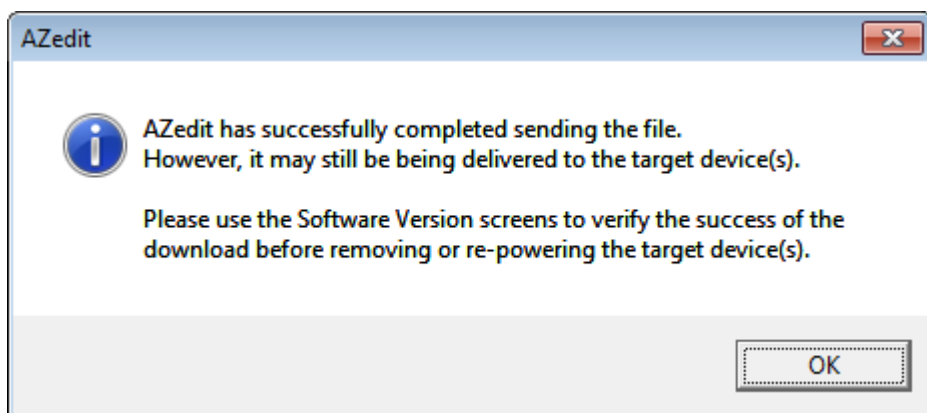 AZedit
AZedit has successfully completed sending the file.
However, it may still be being delivered to the target device(s).
Please use the Software Version screens to verify the success of the
download before removing or re-powering the target device(s).
OK